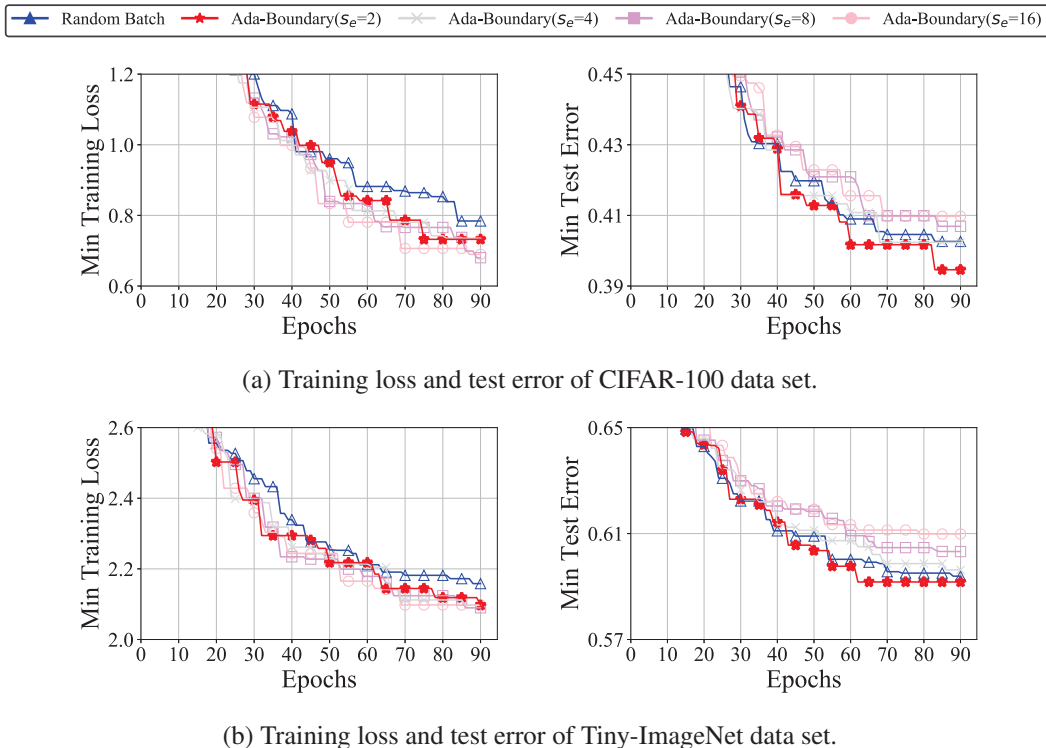 Random Batch Ada-Boundary(s_e=2) Ada-Boundary(s_e=4) Ada-Boundary(s_e=8) Ada-Boundary(s_e=16)
Min Training Loss
1.2
1.0
0.8
0.6
0 10 20 30 40 50 60 70 80 90
Epochs
Min Test Error
0.45
0.43
0.41
0.39
0 10 20 30 40 50 60 70 80 90
Epochs
(a) Training loss and test error of CIFAR-100 data set.
Min Training Loss
2.6
2.4
2.2
2.0
0 10 20 30 40 50 60 70 80 90
Epochs
Min Test Error
0.65
0.61
0.57
0 10 20 30 40 50 60 70 80 90
Epochs
(b) Training loss and test error of Tiny-ImageNet data set.